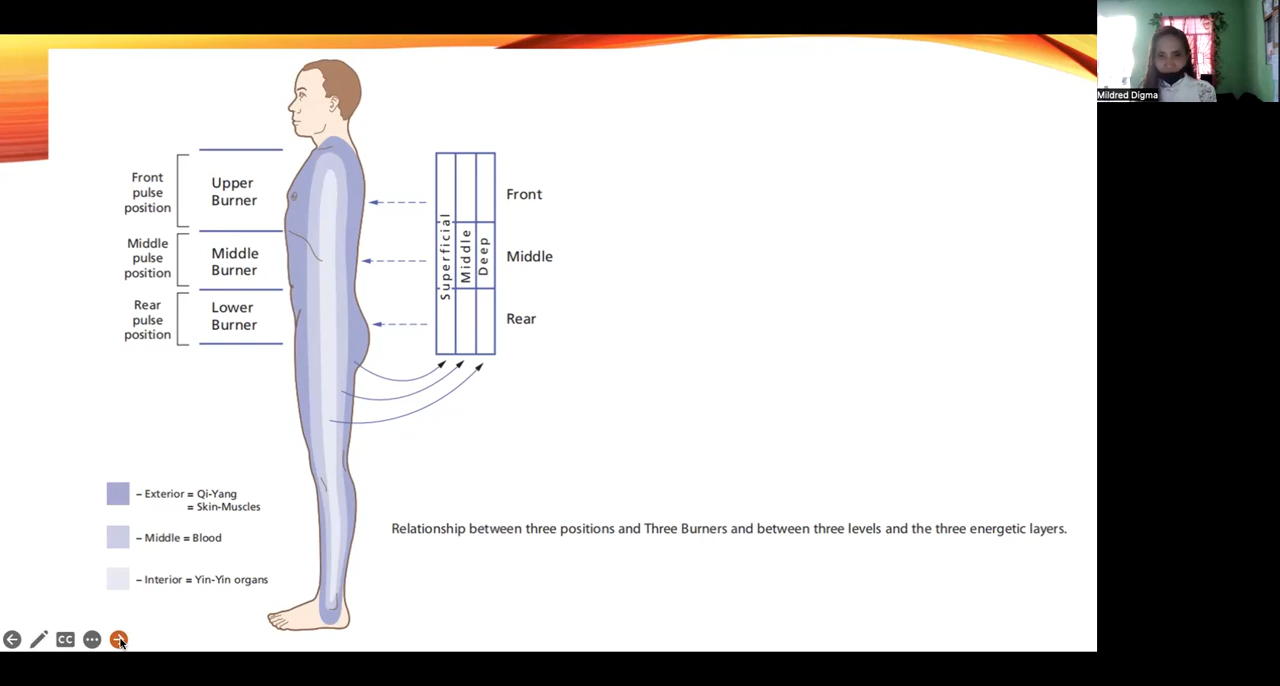 Mildred Digma
Front
pulse
position
Upper
Burner
Middle
pulse
position
Middle
Burner
Rear
pulse
position
Lower
Burner
Superficial
Middle
Deep
Front
Middle
Rear
– Exterior = Qi-Yang
= Skin-Muscles
– Middle = Blood
– Interior = Yin-Yin organs
Relationship between three positions and Three Burners and between three levels and the three energetic layers.
CC